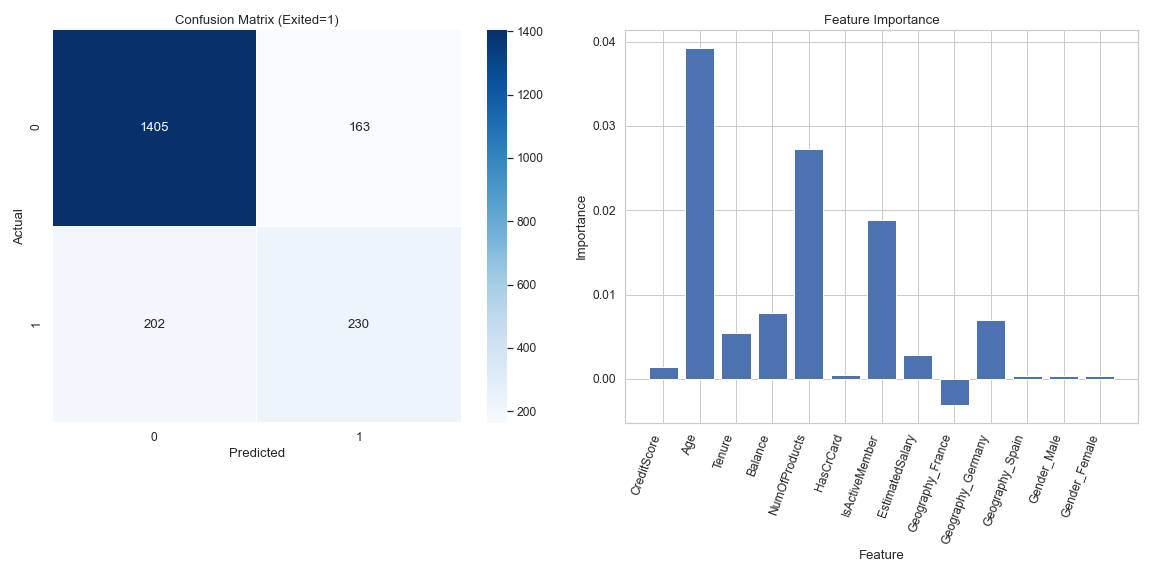 Confusion Matrix (Exited=1)
1405
163
202
230
0
1
Actual
0
1
Predicted
1400
1200
1000
800
600
400
200
Feature Importance
0.04
0.03
0.02
0.01
0.00
Importance
CreditScore
Age
Tenure
Balance
NumOfProducts
HasCrCard
IsActiveMember
EstimatedSalary
Geography_France
Geography_Germany
Geography_Spain
Gender_Male
Gender_Female
Feature